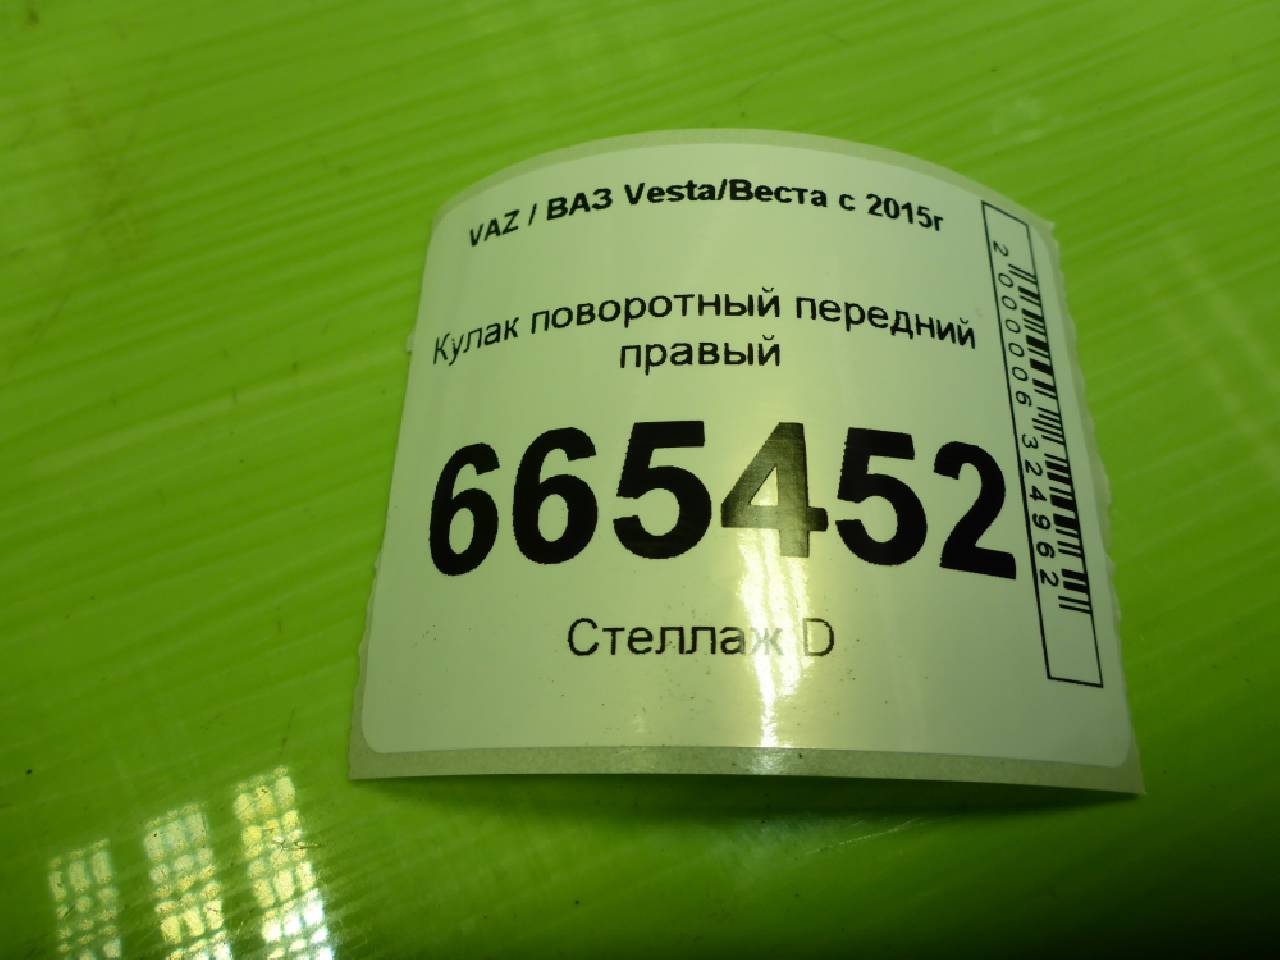 VAZ / ВАЗ Vesta/Веста с 2015г
Кулак поворотный передний
правый
665452
Стеллаж D
2000006324962